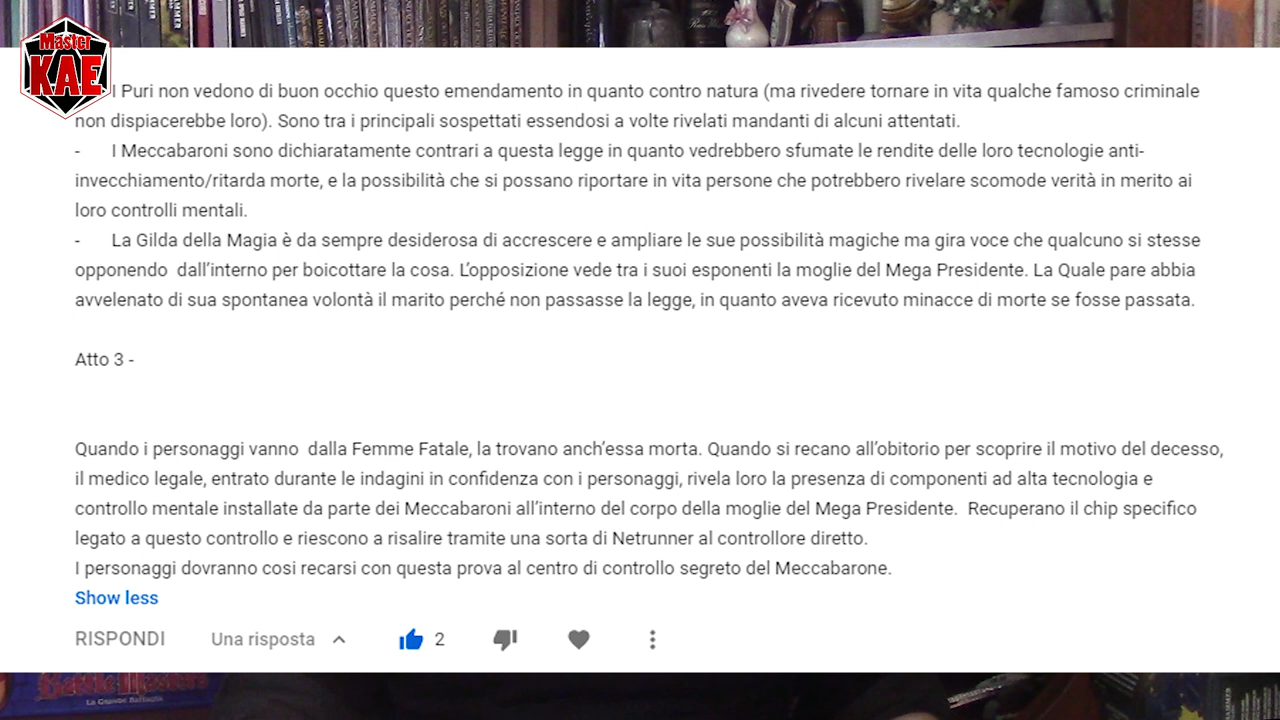 Master
KAE
I Puri non vedono di buon occhio questo emendamento in quanto contro natura (ma rivedere tornare in vita qualche famoso criminale
non dispiacerebbe loro). Sono tra i principali sospettati essendosi a volte rivelati mandanti di alcuni attentati.
- I Meccabaroni sono dichiaratamente contrari a questa legge in quanto vedrebbero sfumate le rendite delle loro tecnologie anti-
invecchiamento/ritarda morte, e la possibilità che si possano riportare in vita persone che potrebbero rivelare scomode verità in merito ai
loro controlli mentali.
- La Gilda della Magia è da sempre desiderosa di accrescere e ampliare le sue possibilità magiche ma gira voce che qualcuno si stesse
opponendo dall’interno per boicottare la cosa. L’opposizione vede tra i suoi esponenti la moglie del Mega Presidente. La Quale pare abbia
avvelenato di sua spontanea volontà il marito perché non passasse la legge, in quanto aveva ricevuto minacce di morte se fosse passata.
Atto 3 -
Quando i personaggi vanno dalla Femme Fatale, la trovano anch’essa morta. Quando si recano all’obitorio per scoprire il motivo del decesso,
il medico legale, entrato durante le indagini in confidenza con i personaggi, rivela loro la presenza di componenti ad alta tecnologia e
controllo mentale installate da parte dei Meccabaroni all’interno del corpo della moglie del Mega Presidente. Recuperano il chip specifico
legato a questo controllo e riescono a risalire tramite una sorta di Netrunner al controllore diretto.
I personaggi dovranno cosi recarsi con questa prova al centro di controllo segreto del Meccabarone.
Show less
RISPONDI Una risposta 2
Battle Masters
La Grande Battaglia